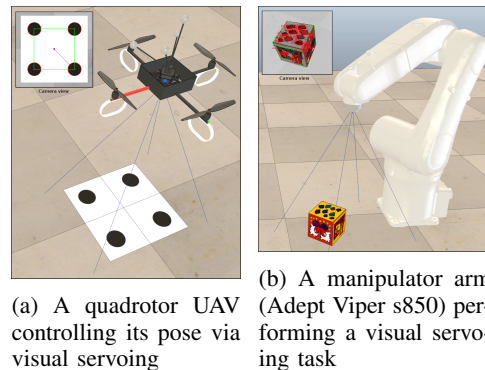 Camera view
Camera view
(a) A quadrotor UAV
controlling its pose via
visual servoing
(b) A manipulator arm
(Adept Viper s850) per-
forming a visual servo-
ing task